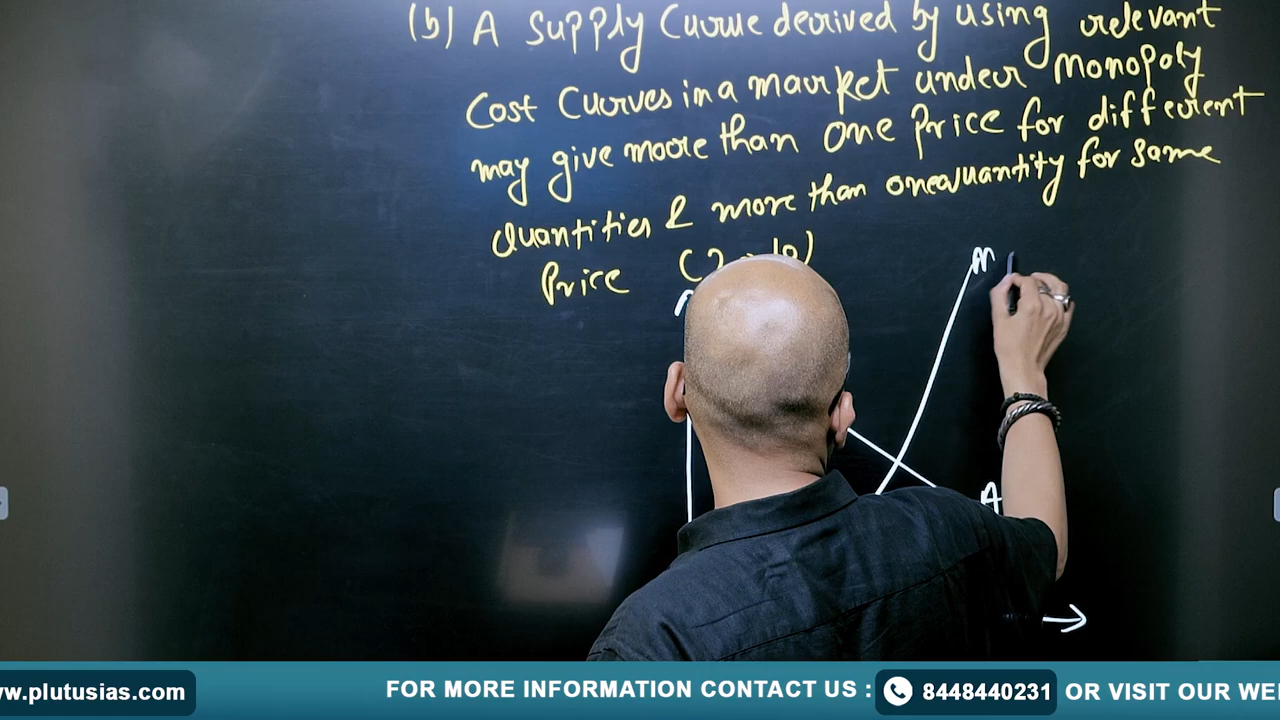 (b) A Supply Curve derived by using relevant
Cost Curves in a market under Monopoly
may give more than one Price for different
Quantities & more than one quantity for same
Price
M
A
www.plutusias.com
FOR MORE INFORMATION CONTACT US :
8448440231
OR VISIT OUR WE